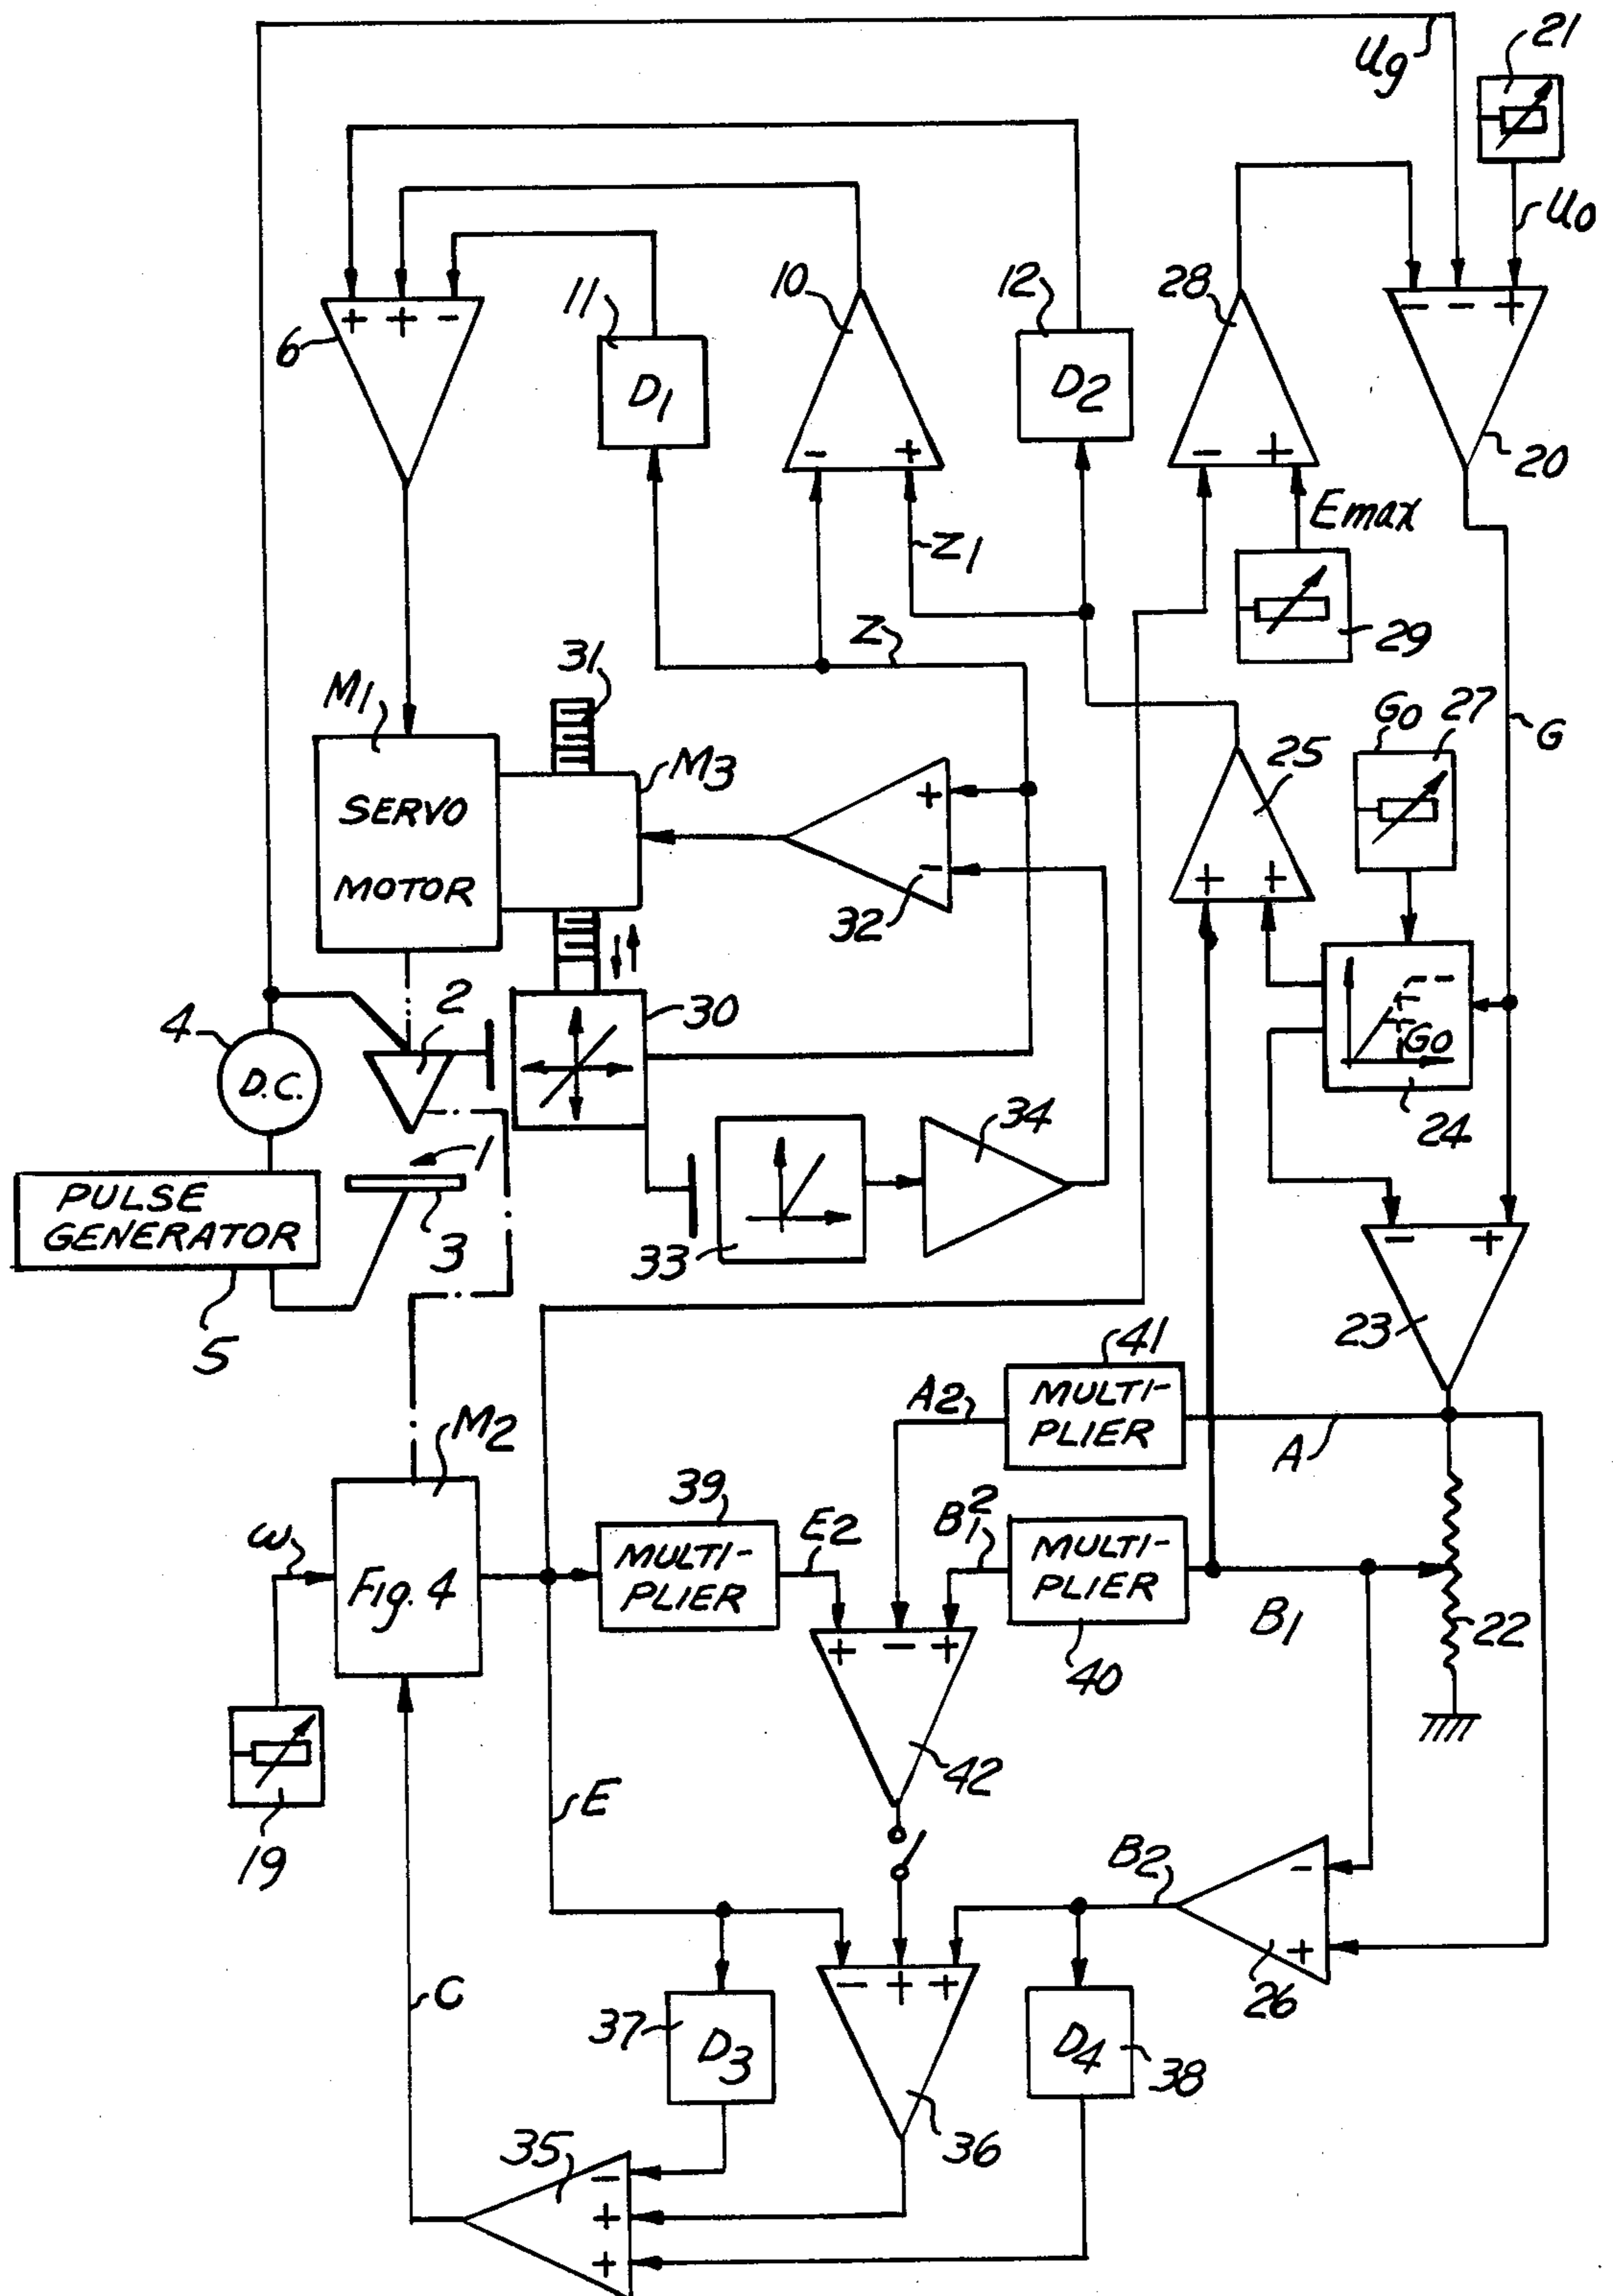 Ug
21
U0
+ + -
6
11
D1
10
- +
12
D2
28
- +
- - +
20
Emax
Z1
Z
29
31
M1
SERVO
MOTOR
M3
+
-
32
G0
27
G
25
+ +
2
30
4
D.C.
G0
24
1
34
PULSE
GENERATOR
3
33
5
- +
23
41
MULTI-
PLIER
A2
A
M2
39
ω
Fig. 4
MULTI-
PLIER
E2
B1²
MULTI-
PLIER
40
B1
22
+ - +
42
19
E
B2
-
+
26
C
37
D3
- + +
D4
38
36
35
-
+
+